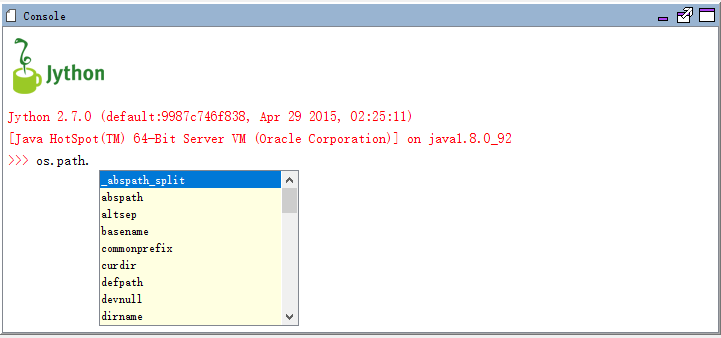 Console
Jython
Jython 2.7.0 (default:9987c746f838, Apr 29 2015, 02:25:11)
[Java HotSpot(TM) 64-Bit Server VM (Oracle Corporation)] on java1.8.0_92
>>> os.path.
_abspath_split
abspath
altsep
basename
commonprefix
curdir
defpath
devnull
dirname